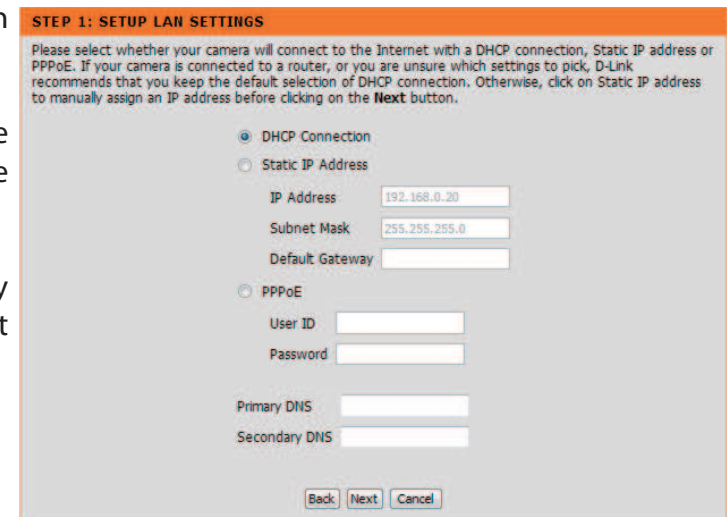 STEP 1: SETUP LAN SETTINGS
Please select whether your camera will connect to the Internet with a DHCP connection, Static IP address or
PPPoE. If your camera is connected to a router, or you are unsure which settings to pick, D-Link
recommends that you keep the default selection of DHCP connection. Otherwise, click on Static IP address
to manually assign an IP address before clicking on the Next button.
DHCP Connection
Static IP Address
IP Address 192.168.0.20
Subnet Mask 255.255.255.0
Default Gateway
PPPoE
User ID
Password
Primary DNS
Secondary DNS
Back Next Cancel